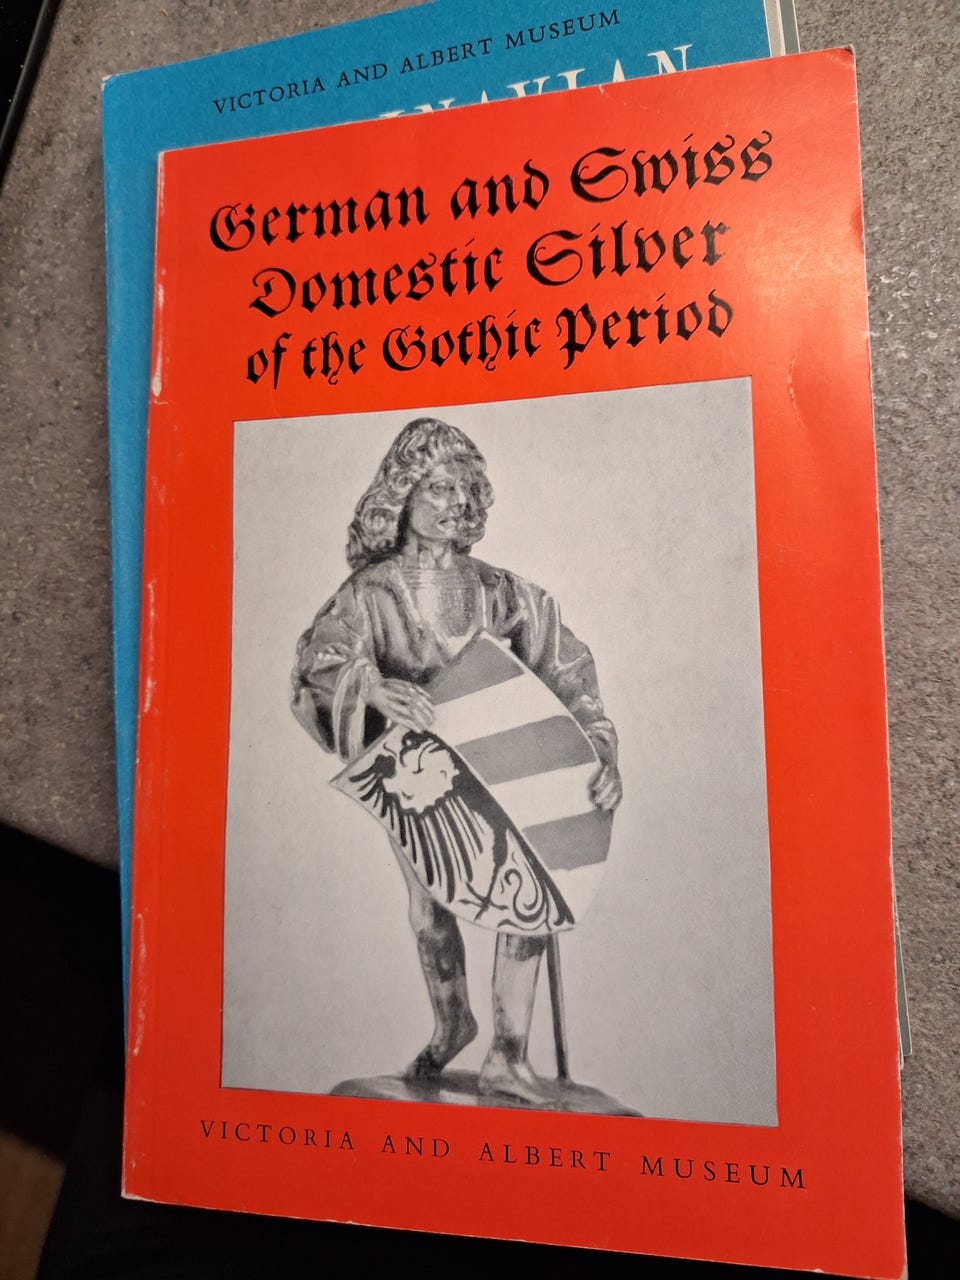 VICTORIA AND ALBERT MUSEUM
German and Swiss
Domestic Silver
of the Gothic Period
VICTORIA AND ALBERT MUSEUM